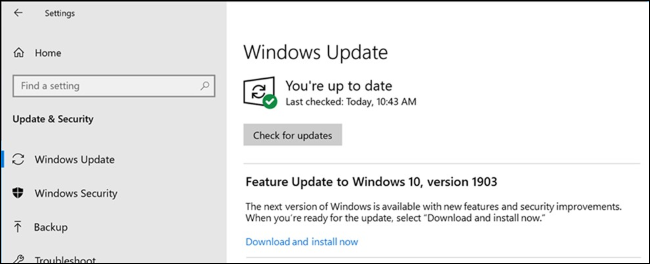 Settings
Home
Find a setting
Update & Security
Windows Update
Windows Security
Backup
Troubleshoot
Windows Update
You're up to date
Last checked: Today, 10:43 AM
Check for updates
Feature Update to Windows 10, version 1903
The next version of Windows is available with new features and security improvements.
When you're ready for the update, select "Download and install now."
Download and install now